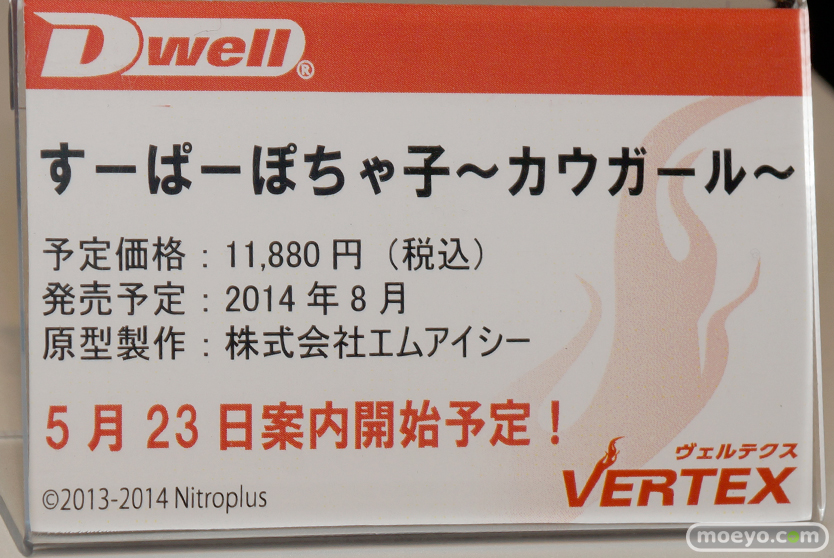 Dwell®
すーぱーぽちゃ子～カウガール～
予定価格：11,880 円（税込）
発売予定：2014 年 8 月
原型製作：株式会社エムアイシー
5 月 23 日案内開始予定！
ヴェルテクス
VERTEX
©2013-2014 Nitroplus
moeyo.com